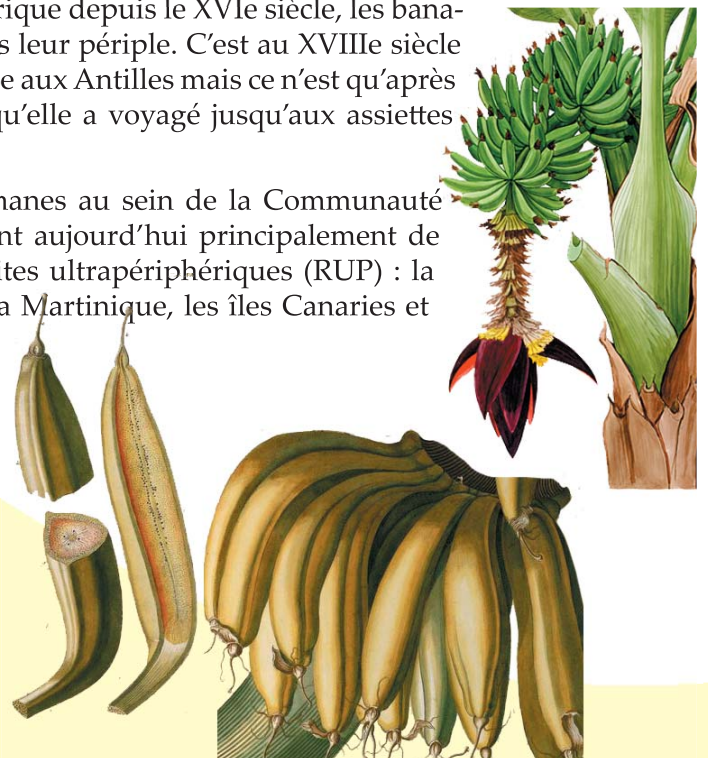 rique depuis le XVIe siècle, les bana-
s leur périple. C’est au XVIIIe siècle
e aux Antilles mais ce n’est qu’après
qu’elle a voyagé jusqu’aux assiettes
nanes au sein de la Communauté
nt aujourd’hui principalement de
ites ultrapériphériques (RUP) : la
a Martinique, les îles Canaries et